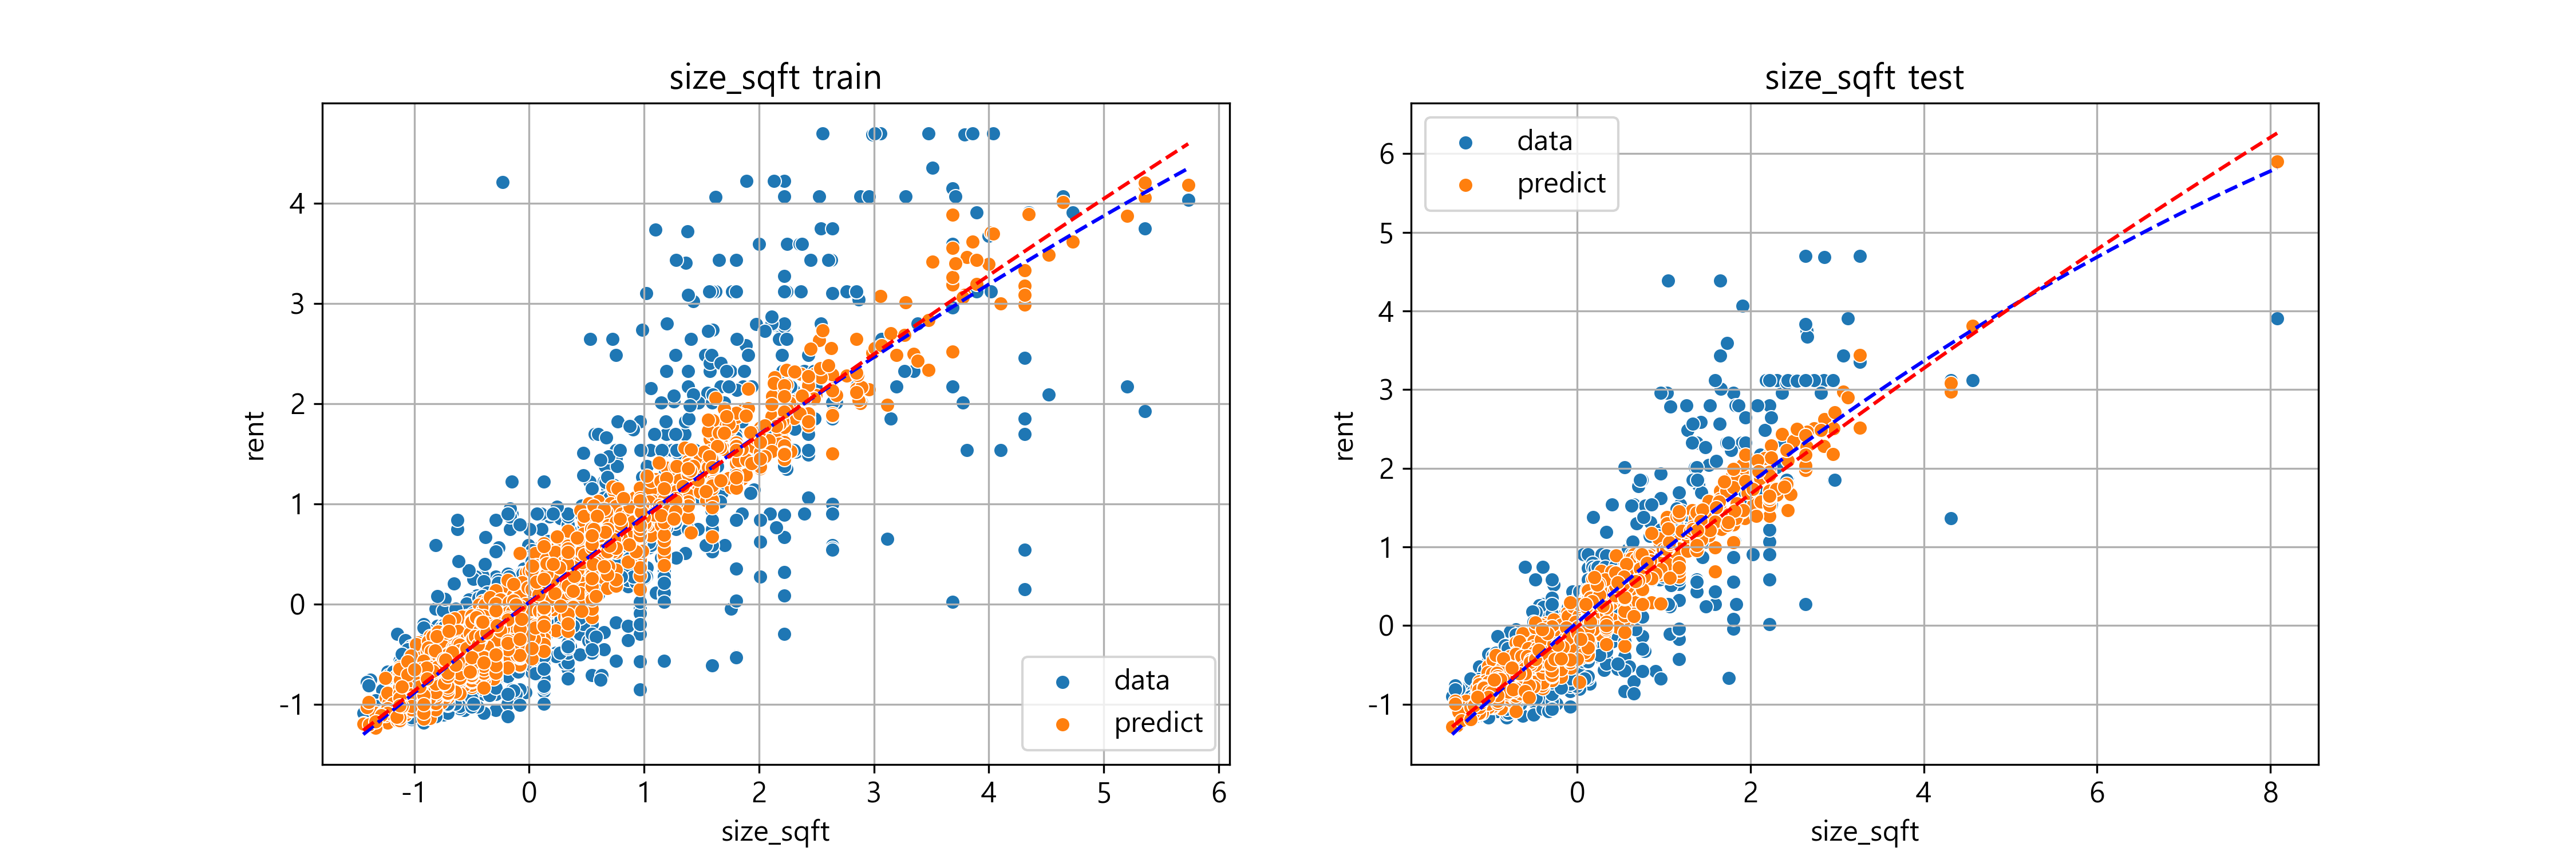 size_sqft train
4
3
2
1
0
-1
rent
data
predict
-1 0 1 2 3 4 5 6
size_sqft
size_sqft test
data
predict
6
5
4
3
2
1
0
-1
rent
0 2 4 6 8
size_sqft